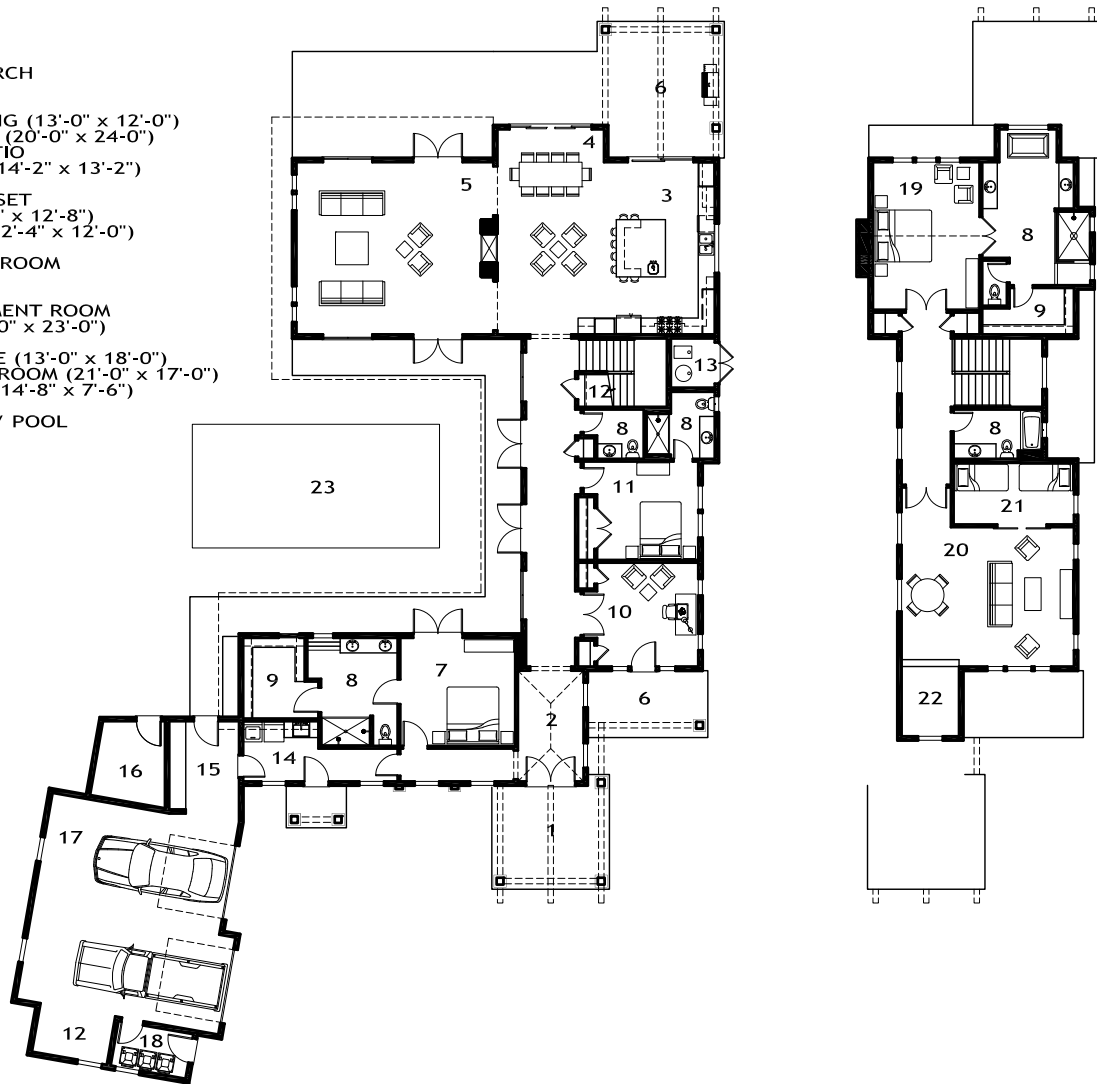 RCH
NG (13'-0" x 12'-0")
(20'-0" x 24-0")
TIO
14'-2" x 13'-2")
SET
" x 12'-8")
2'-4" x 12'-0")
ROOM
MENT ROOM
0" x 23'-0")
E (13'-0" x 18'-0")
ROOM (21'-0" x 17'-0")
14'-8" x 7'-6")
POOL
6
4
5
3
19
8
9
13
12
8
8
8
11
21
23
20
10
7
9
8
6
22
2
14
15
16
17
1
12
18